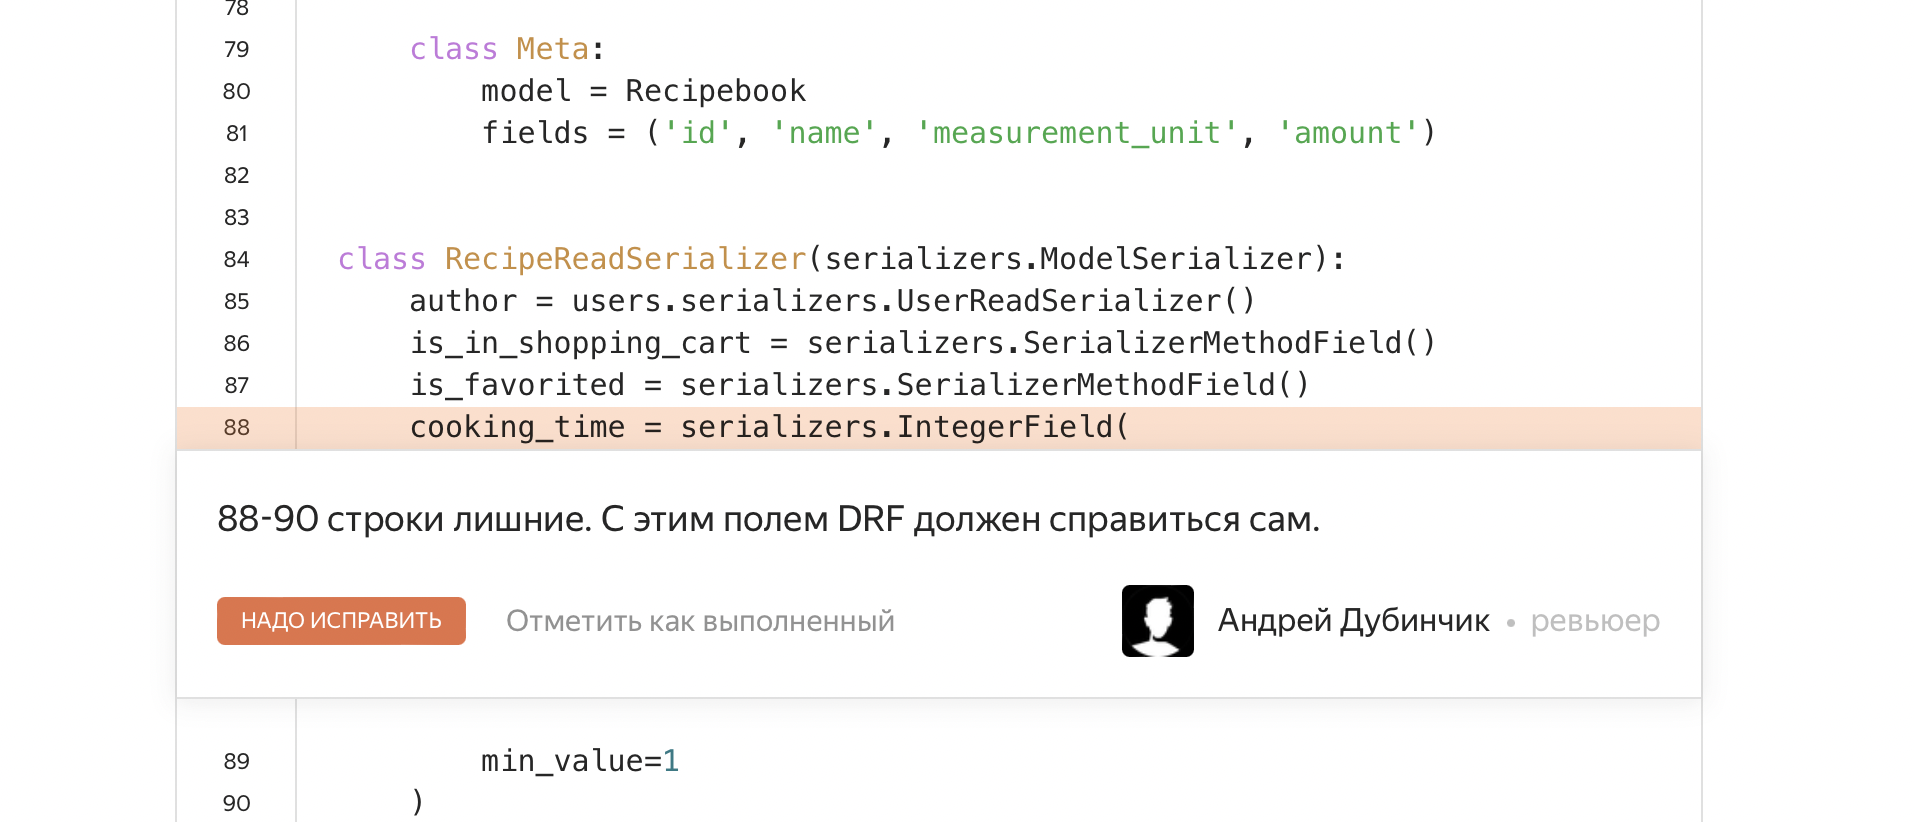 78
79 class Meta:
80 model = Recipebook
81 fields = ('id', 'name', 'measurement_unit', 'amount')
82
83
84 class RecipeReadSerializer(serializers.ModelSerializer):
85 author = users.serializers.UserReadSerializer()
86 is_in_shopping_cart = serializers.SerializerMethodField()
87 is_favorited = serializers.SerializerMethodField()
88 cooking_time = serializers.IntegerField(
88-90 строки лишние. С этим полем DRF должен справиться сам.
НАДО ИСПРАВИТЬ Отметить как выполненный Андрей Дубинчик • ревьюер
89 min_value=1
90 )